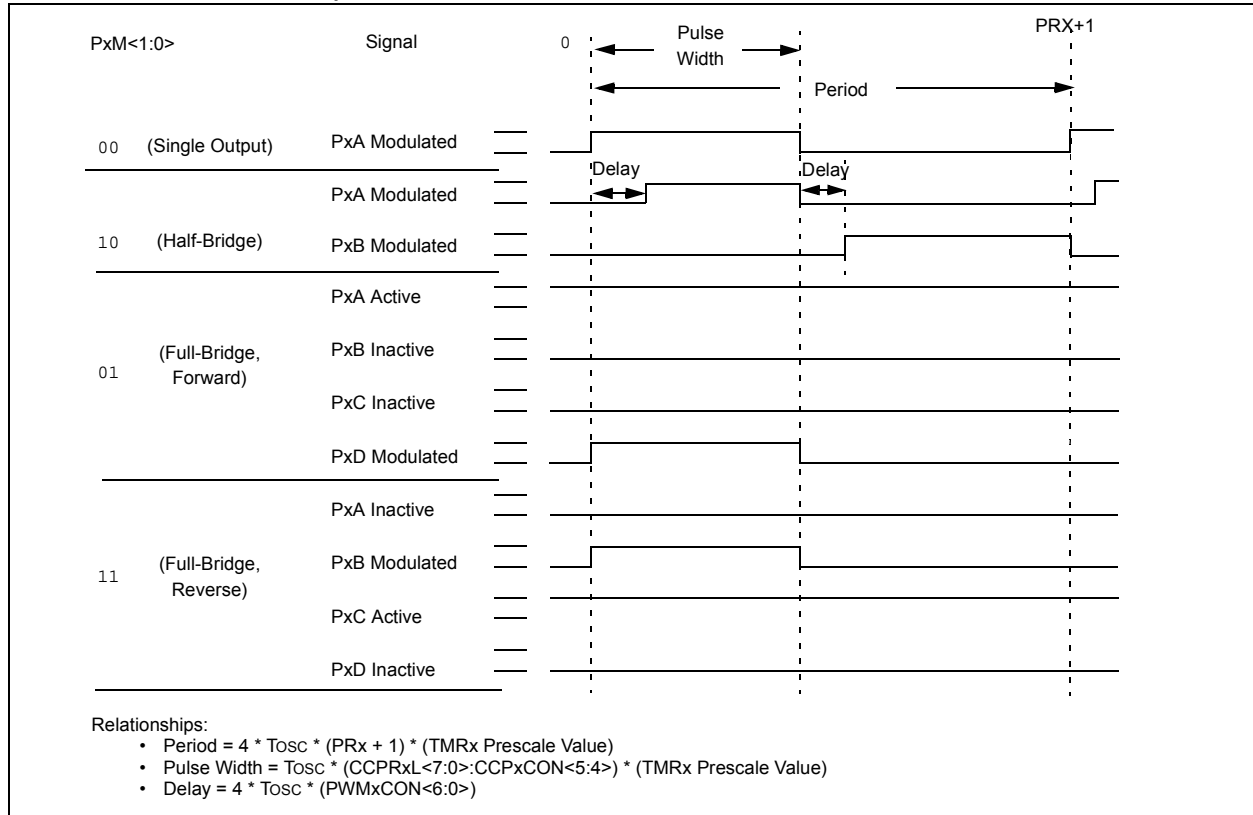 PxM<1:0>
Signal
0
Pulse
Width
PRX+1
Period
00 (Single Output) PxA Modulated
Delay
Delay
PxA Modulated
10 (Half-Bridge) PxB Modulated
PxA Active
01 (Full-Bridge,
Forward)
PxB Inactive
PxC Inactive
PxD Modulated
PxA Inactive
11 (Full-Bridge,
Reverse)
PxB Modulated
PxC Active
PxD Inactive
Relationships:
• Period = 4 * TOSC * (PRx + 1) * (TMRx Prescale Value)
• Pulse Width = TOSC * (CCPRxL<7:0>:CCPxCON<5:4>) * (TMRx Prescale Value)
• Delay = 4 * TOSC * (PWMxCON<6:0>)